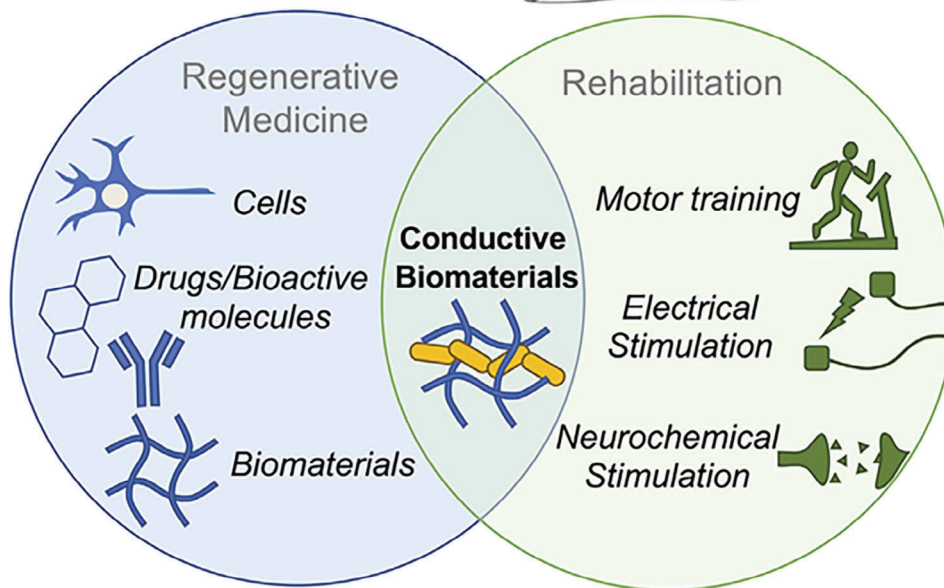 Regenerative
Medicine
Cells
Drugs/Bioactive
molecules
Biomaterials
Conductive
Biomaterials
Rehabilitation
Motor training
Electrical
Stimulation
Neurochemical
Stimulation